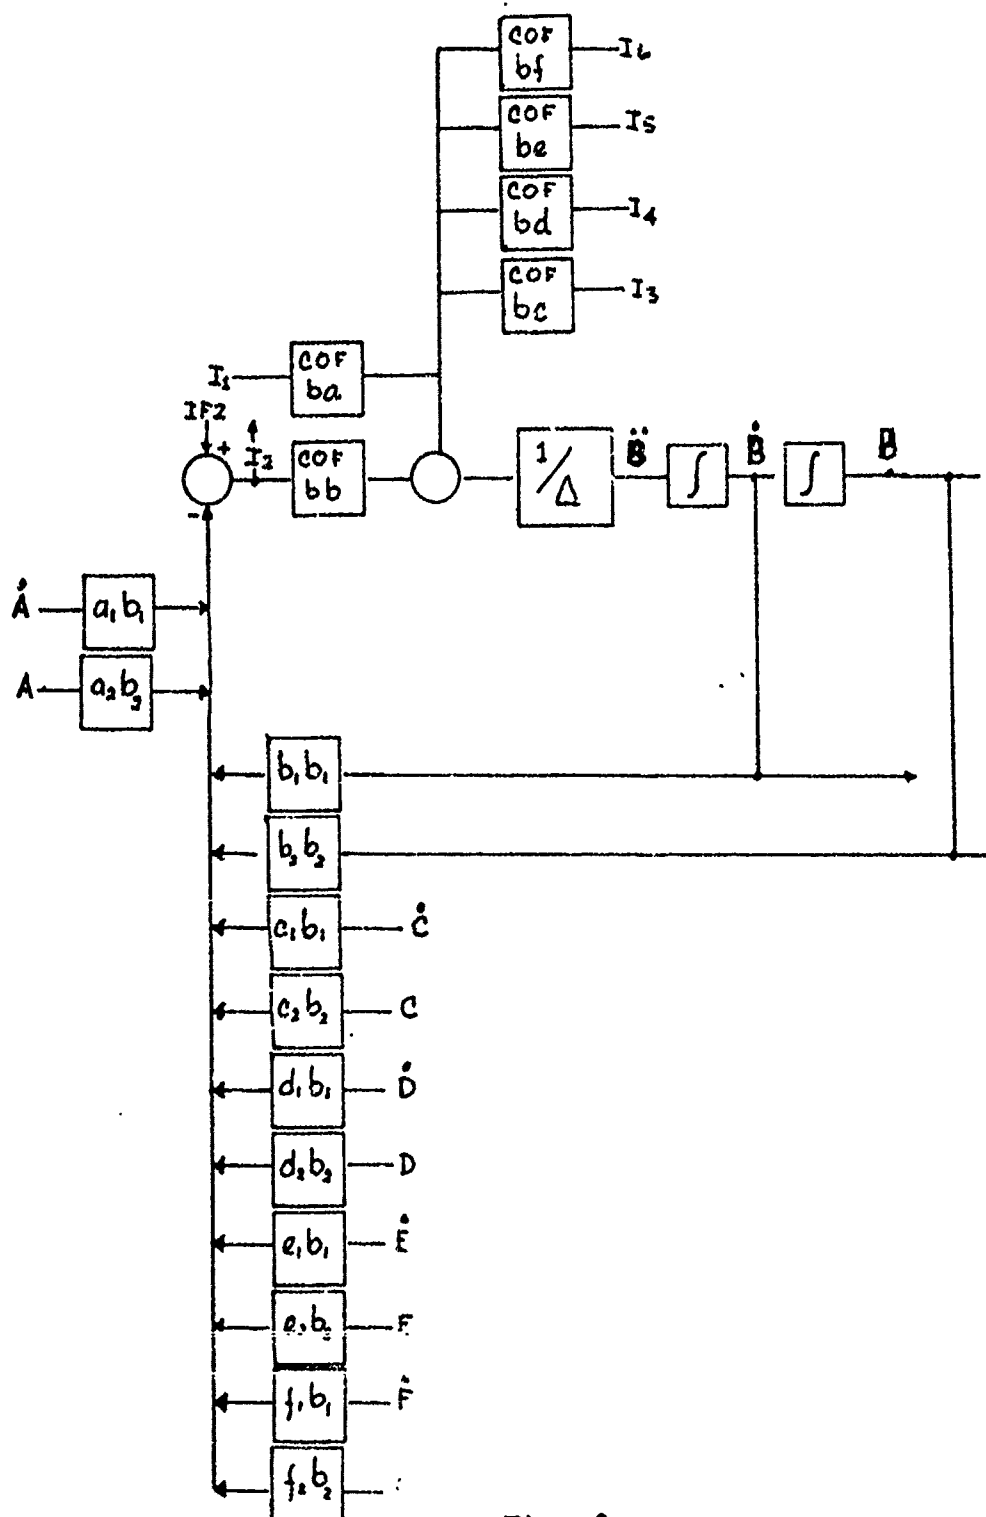 COF
bf
I6
COF
be
I5
COF
bd
I4
COF
bc
I3
I1
COF
ba
IF2
+
I2
COF
bb
1/Δ
B̈
∫
Ḃ
∫
B
-
Ȧ
a1b1
A
a2b2
b1b1
b2b2
c1b1
Ċ
c2b2
C
d1b1
Ḋ
d2b2
D
e1b1
Ė
f1b1
Ḟ
f2b2